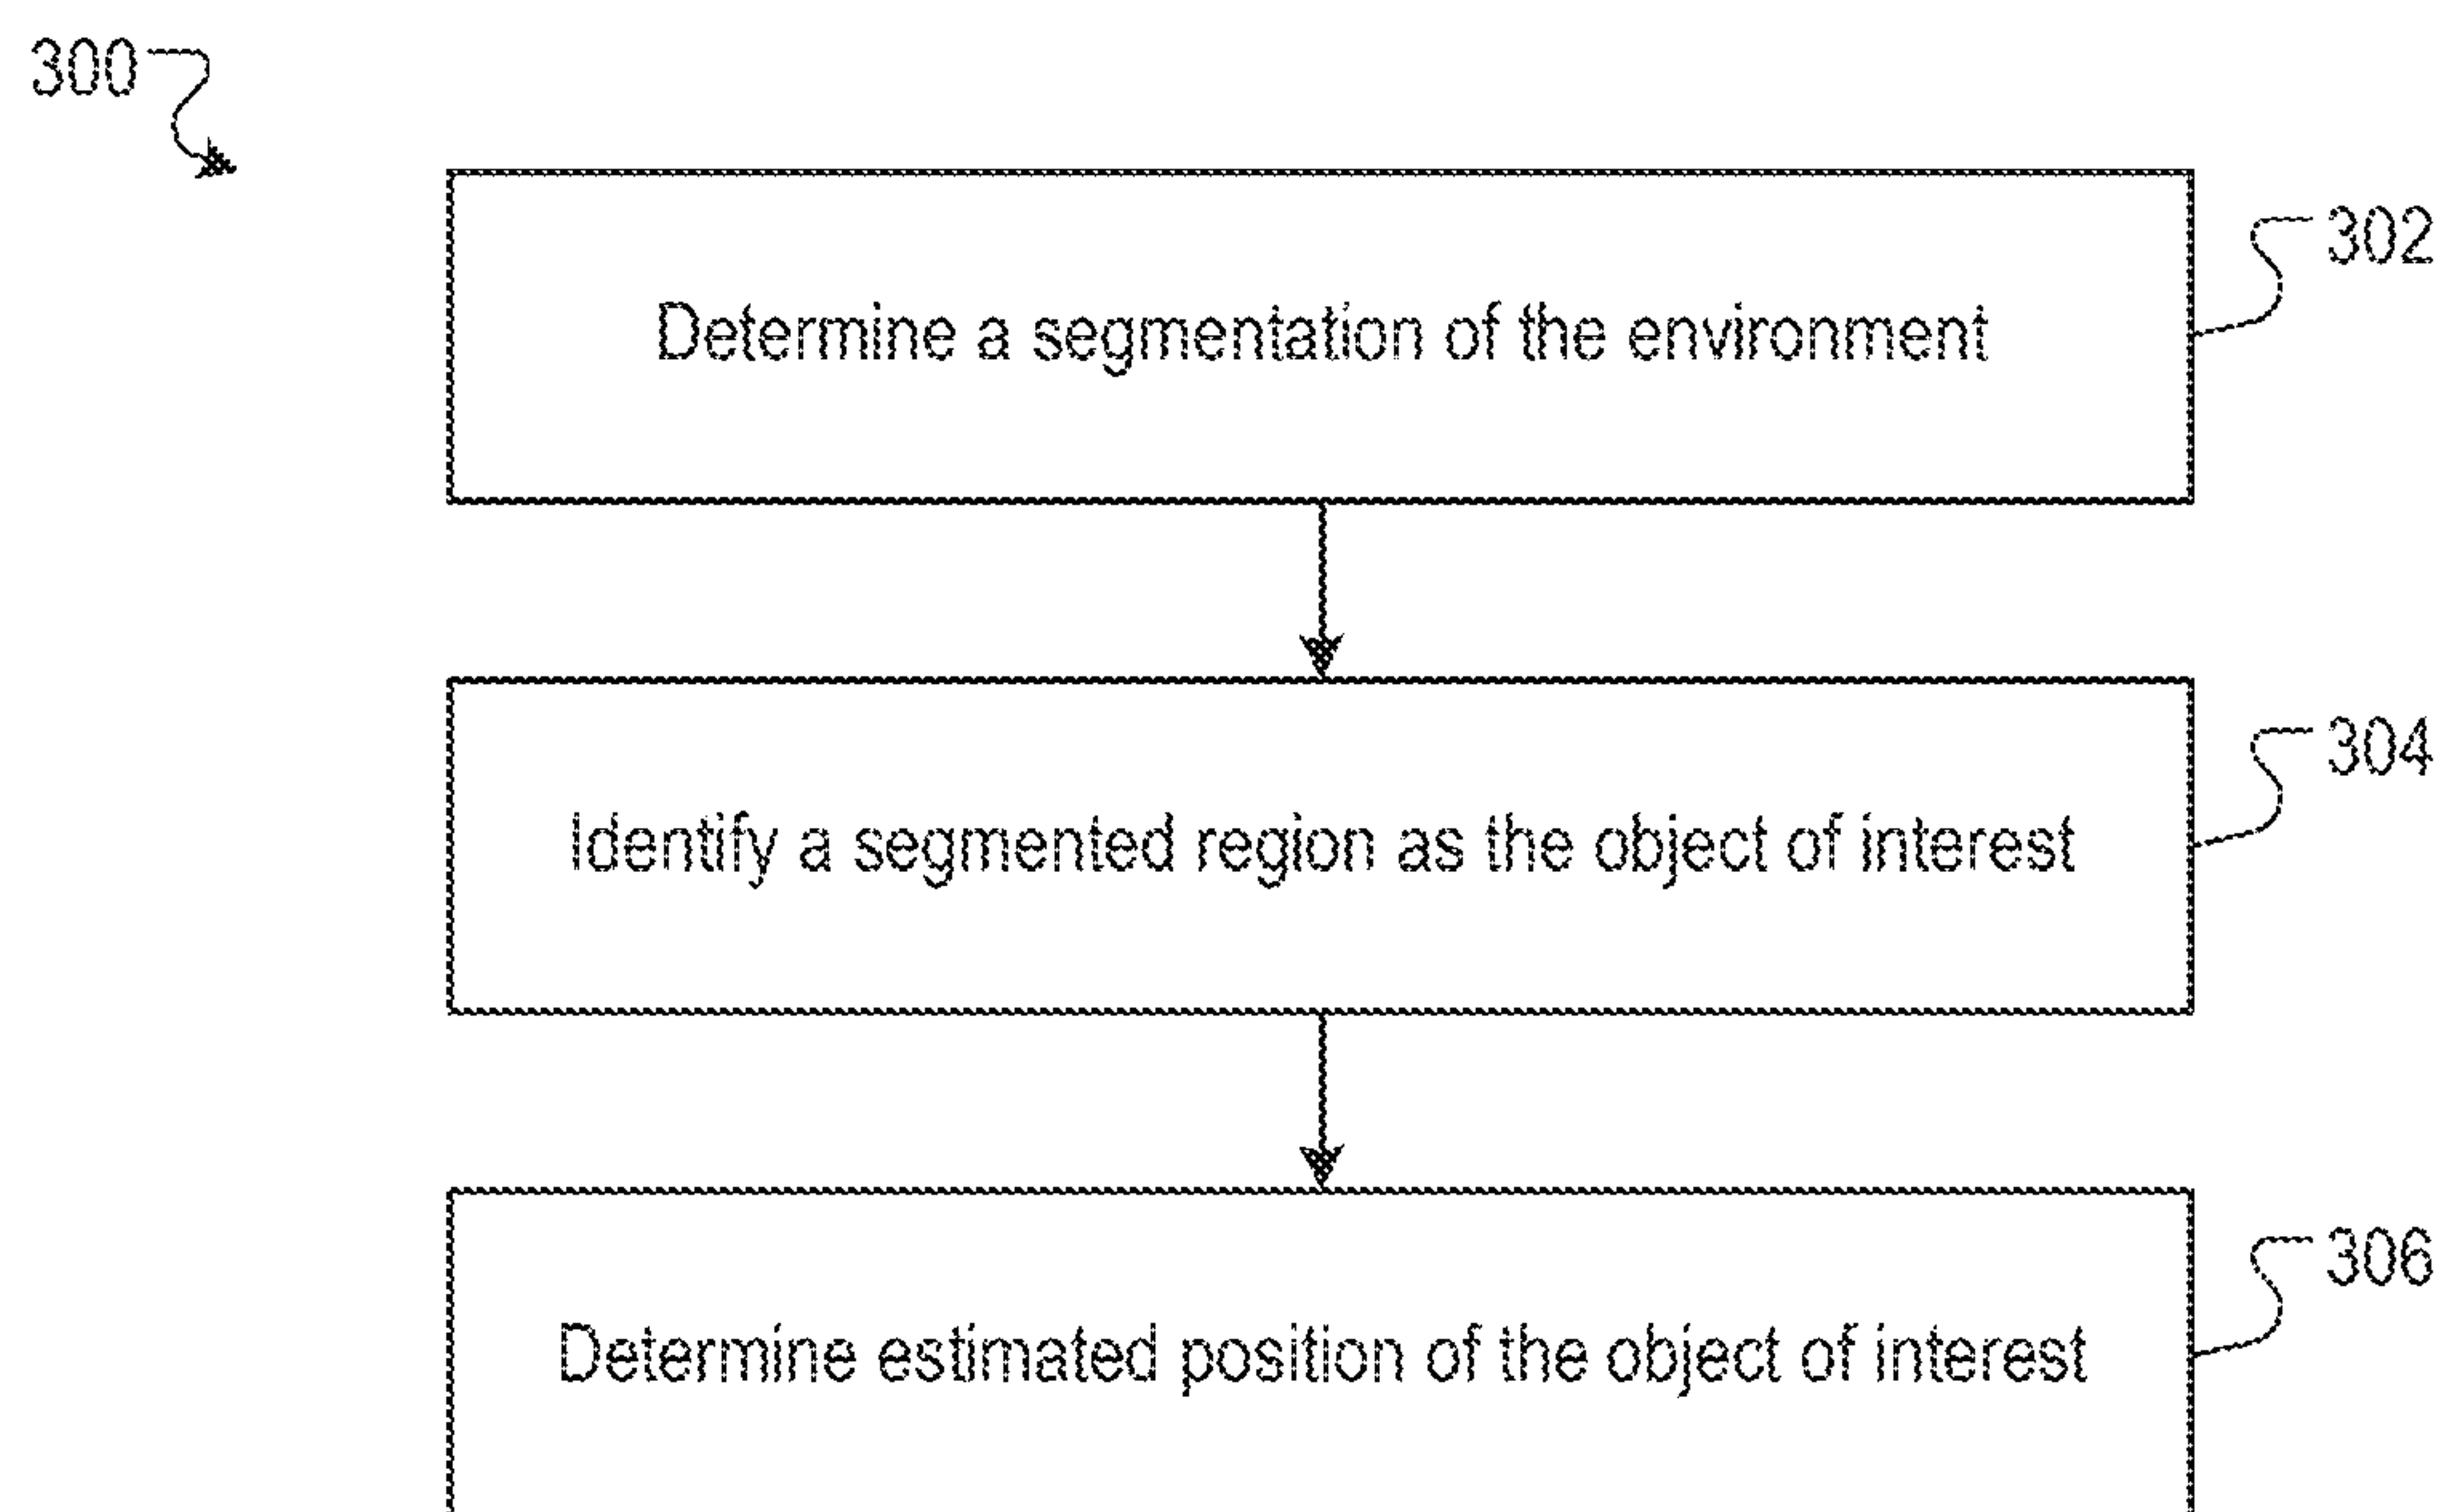 300
302
Determine a segmentation of the environment
304
Identify a segmented region as the object of interest
306
Determine estimated position of the object of interest